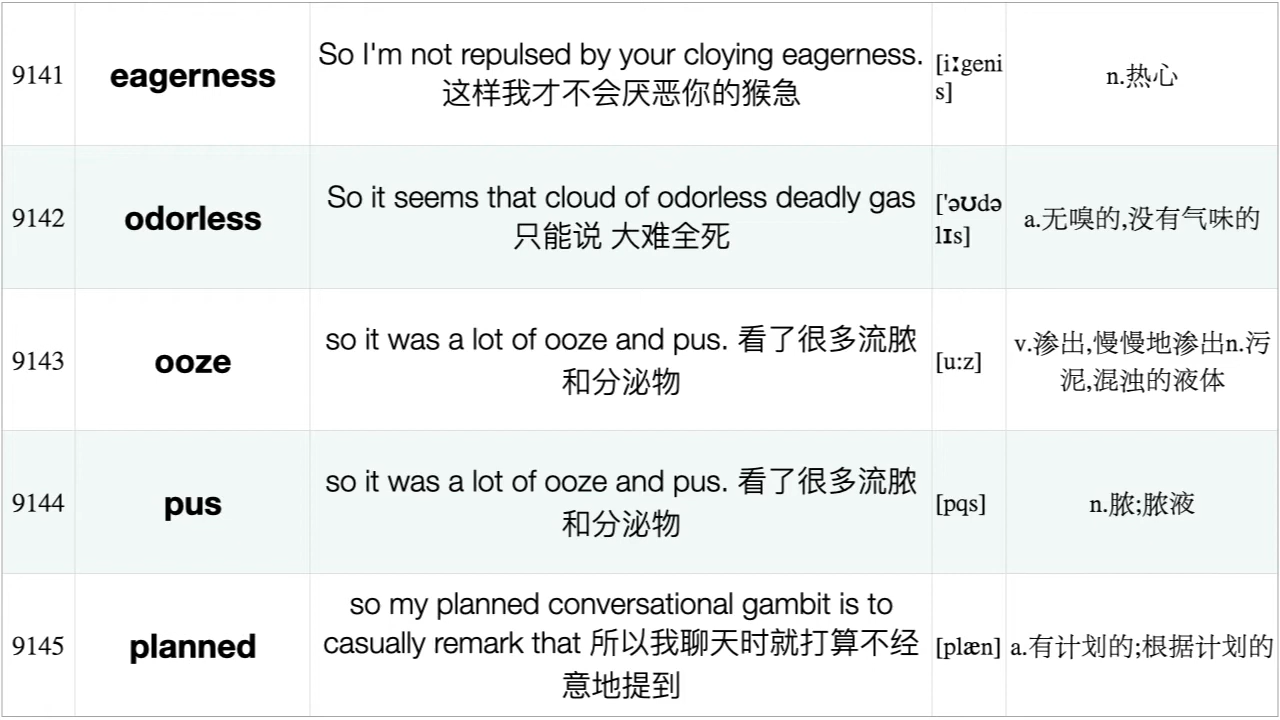 9141
eagerness
So I'm not repulsed by your cloying eagerness.
这样我才不会厌恶你的猴急
[i:geni
s]
n.热心
9142
odorless
So it seems that cloud of odorless deadly gas
只能说 大难全死
['əʊdə
lɪs]
a.无嗅的,没有气味的
9143
ooze
so it was a lot of ooze and pus. 看了很多流脓
和分泌物
[u:z]
v.渗出,慢慢地渗出n.污
泥,混浊的液体
9144
pus
so it was a lot of ooze and pus. 看了很多流脓
和分泌物
[pqs]
n.脓;脓液
9145
planned
so my planned conversational gambit is to
casually remark that 所以我聊天时就打算不经
意地提到
[plæn]
a.有计划的;根据计划的